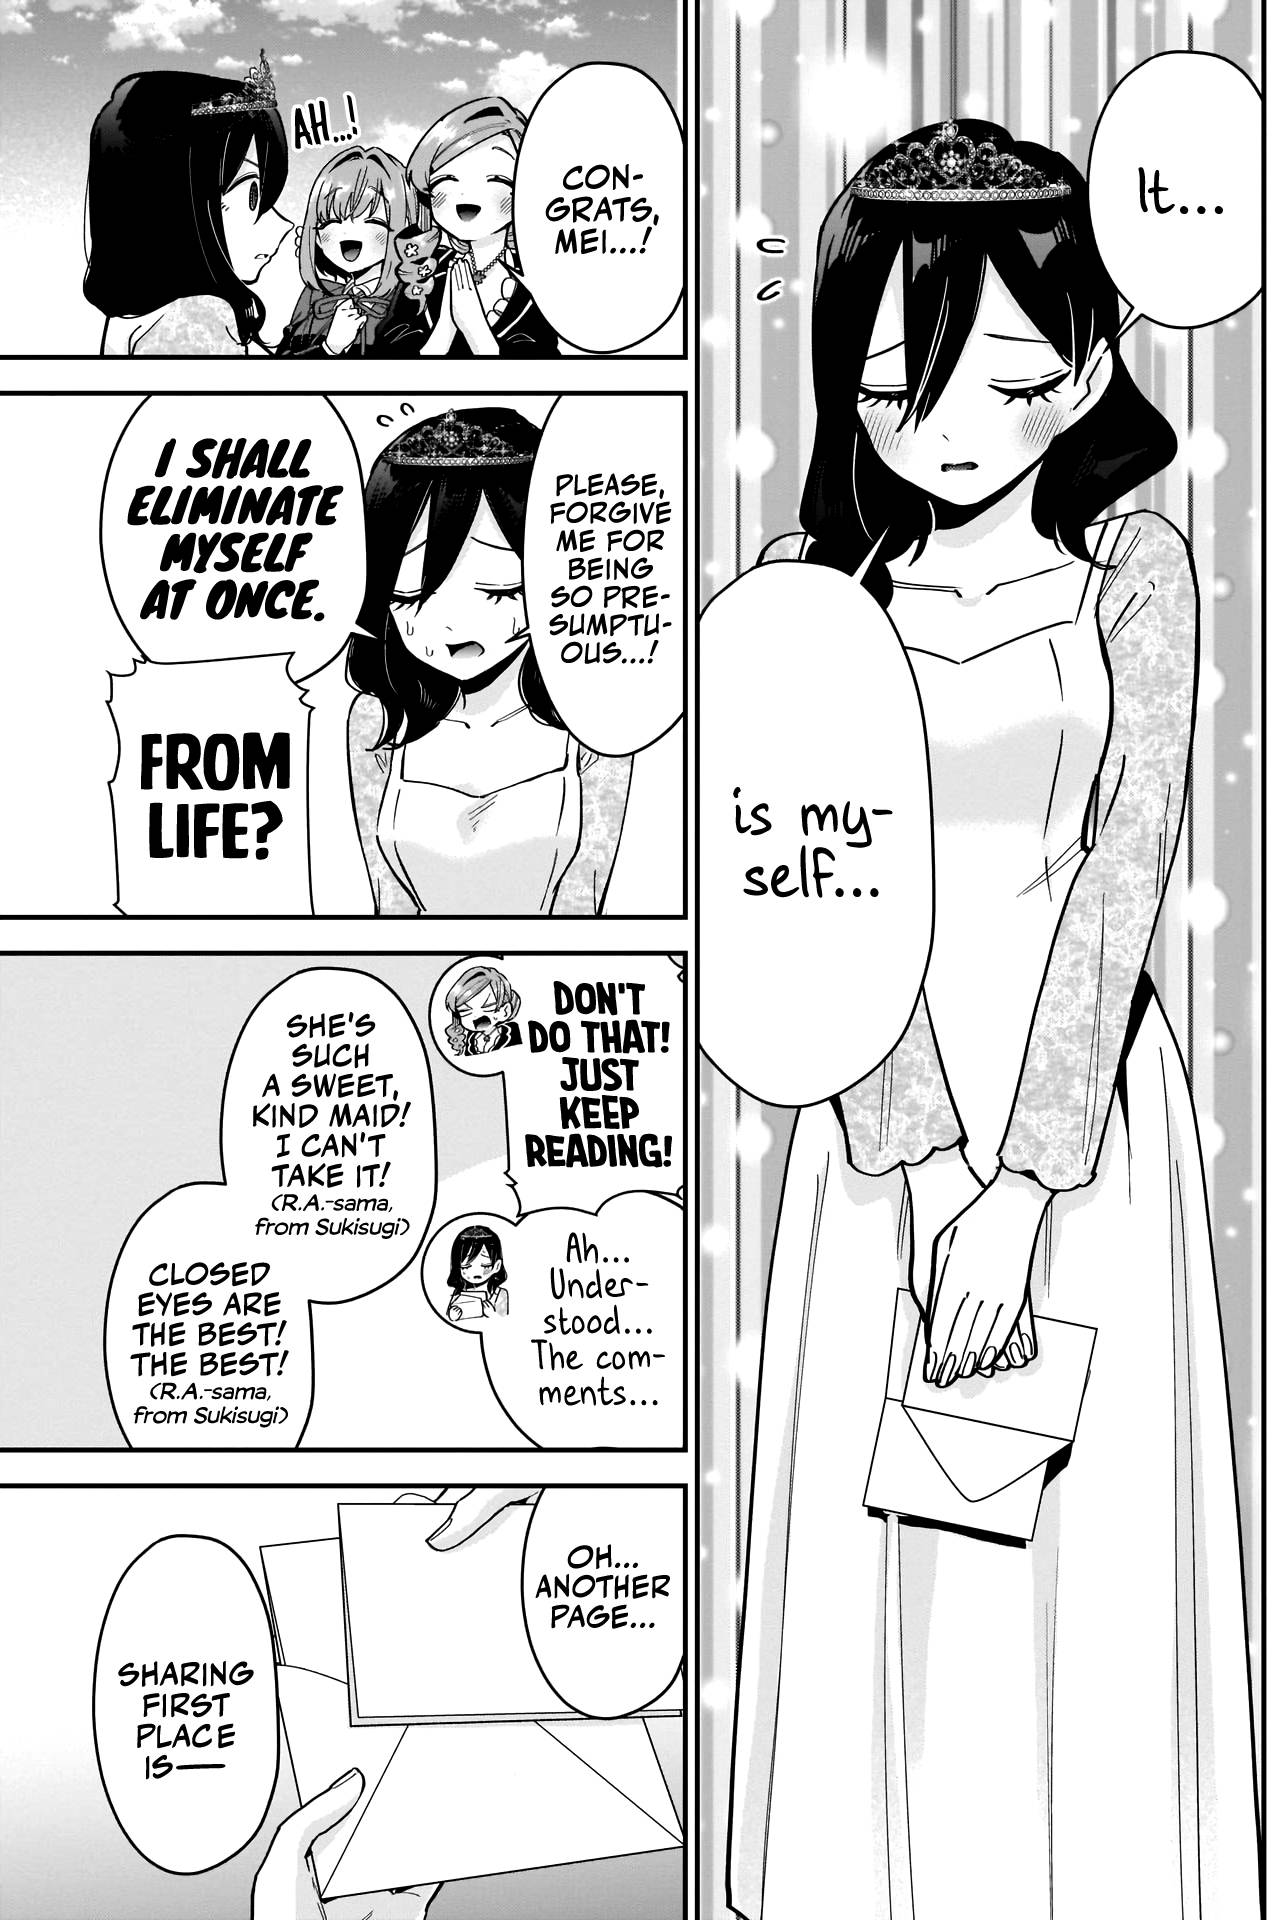 It...
is my-
self...
CON-
GRATS,
MEI...!
AH...!
PLEASE,
FORGIVE
ME FOR
BEING
SO PRE-
SUMPTU-
OUS...!
I SHALL
ELIMINATE
MYSELF
AT ONCE.
FROM
LIFE?
DON'T
DO THAT!
JUST
KEEP
READING!
Ah...
Under-
stood...
The com-
ments...
SHE'S
SUCH
A SWEET,
KIND MAID!
I CAN'T
TAKE IT!
(R.A.-sama,
from Sukisugi)
CLOSED
EYES ARE
THE BEST!
THE BEST!
(R.A.-sama,
from Sukisugi)
OH...
ANOTHER
PAGE...
SHARING
FIRST
PLACE
IS——